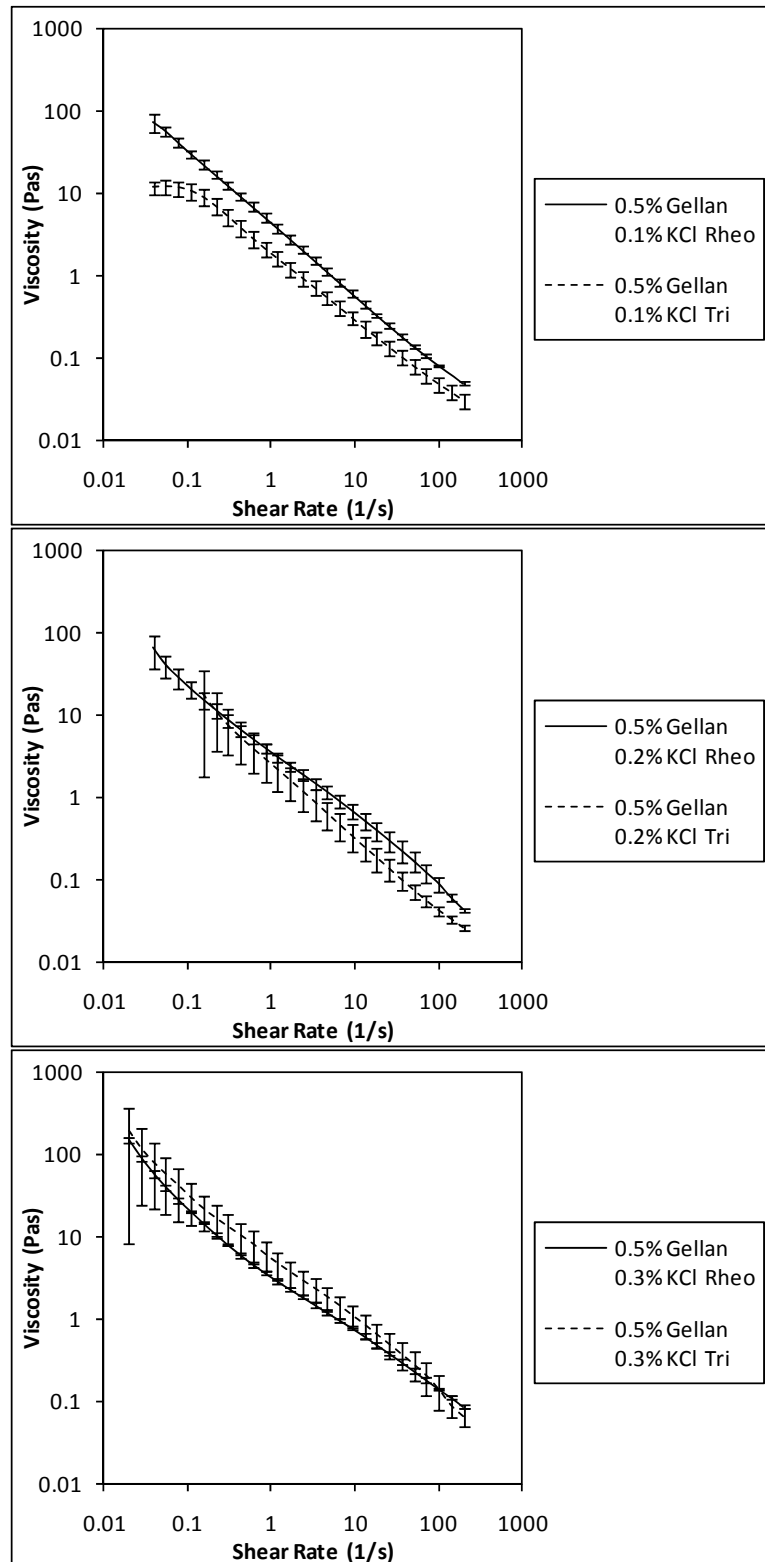 1000
100
10
1
0.1
0.01
Viscosity (Pas)
0.01 0.1 1 10 100 1000
Shear Rate (1/s)
0.5% Gellan
0.1% KCl Rheo
0.5% Gellan
0.1% KCl Tri
1000
100
10
1
0.1
0.01
Viscosity (Pas)
0.01 0.1 1 10 100 1000
Shear Rate (1/s)
0.5% Gellan
0.2% KCl Rheo
0.5% Gellan
0.2% KCl Tri
1000
100
10
1
0.1
0.01
Viscosity (Pas)
0.01 0.1 1 10 100 1000
Shear Rate (1/s)
0.5% Gellan
0.3% KCl Rheo
0.5% Gellan
0.3% KCl Tri